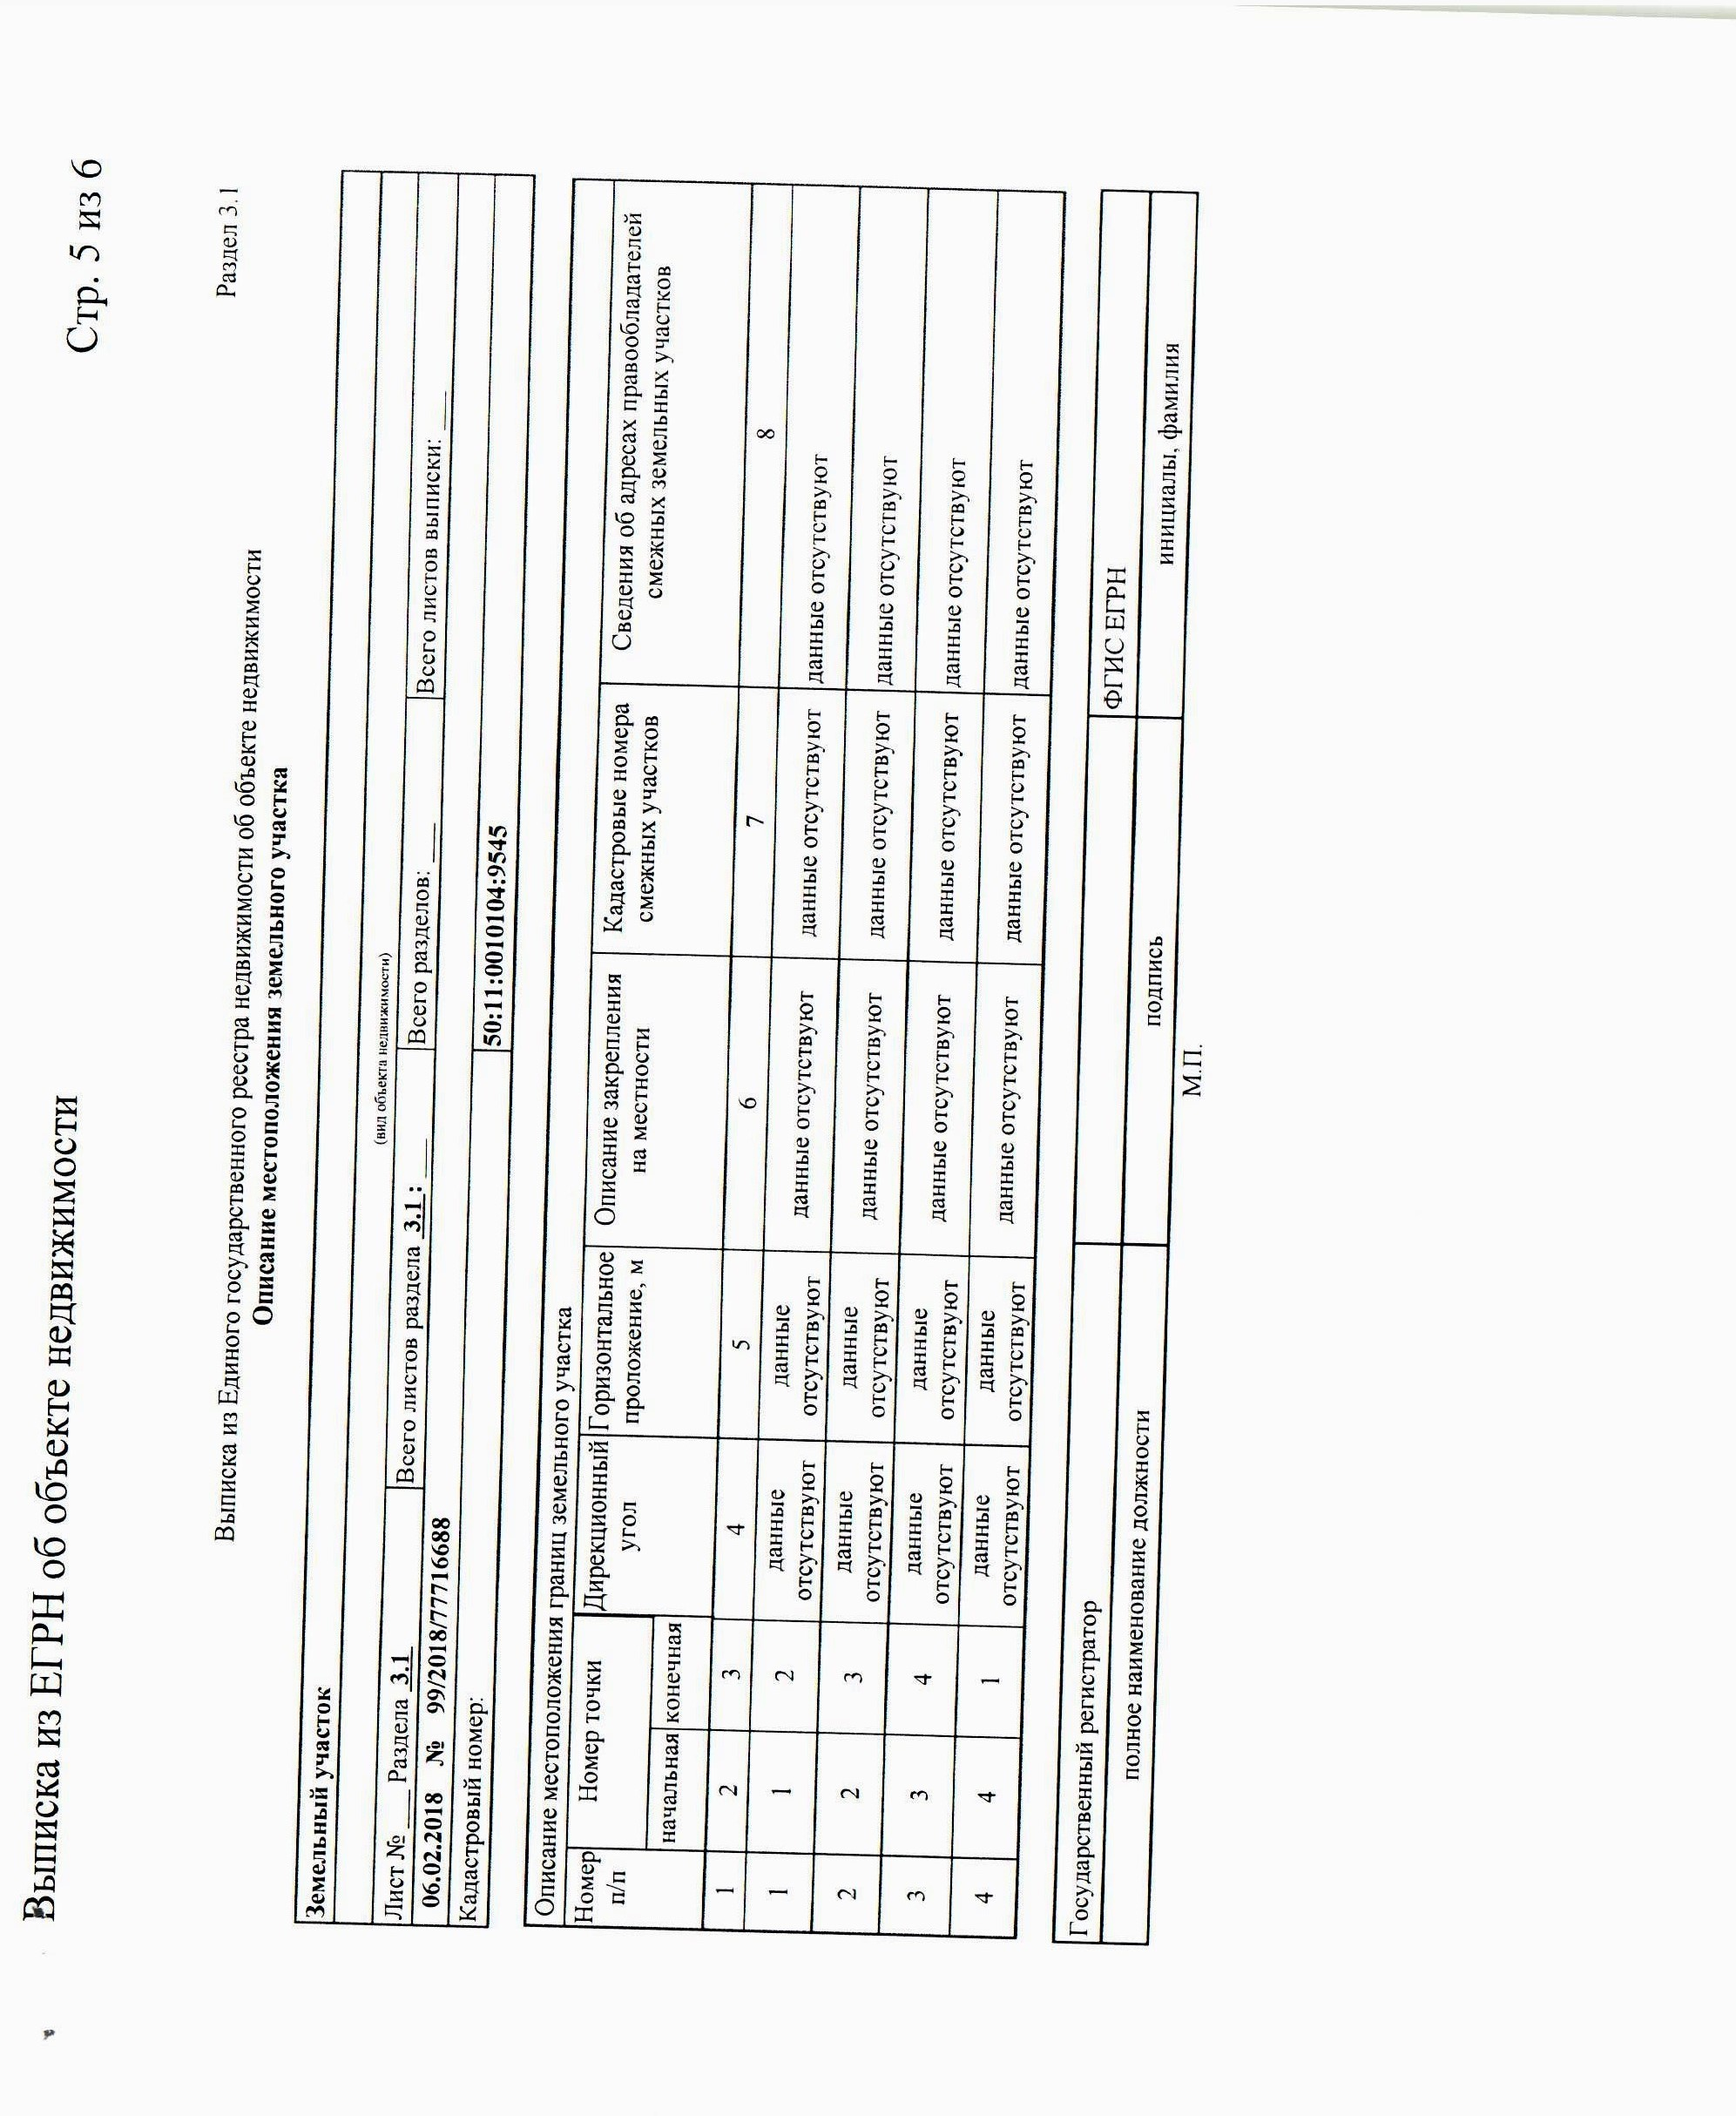 Выписка из ЕГРН об объекте недвижимости
Стр. 5 из 6
Раздел 3.1
Выписка из Единого государственного реестра недвижимости об объекте недвижимости
Описание местоположения земельного участка
Земельный участок
(вид объекта недвижимости)
Лист № ___ Раздела 3.1 Всего листов раздела 3.1 : ___ Всего разделов: ___ Всего листов выписки: ___
06.02.2018 № 99/2018/77716688
Кадастровый номер: 50:11:0010104:9545
Описание местоположения границ земельного участка
Номер п/п Номер точки Дирекционный угол Горизонтальное проложение, м Описание закрепления на местности Кадастровые номера смежных участков Сведения об адресах правообладателей смежных земельных участков
начальная конечная
1 2 3 4 5 6 7 8
1 1 2 данные отсутствуют данные отсутствуют данные отсутствуют данные отсутствуют данные отсутствуют
2 2 3 данные отсутствуют данные отсутствуют данные отсутствуют данные отсутствуют данные отсутствуют
3 3 4 данные отсутствуют данные отсутствуют данные отсутствуют данные отсутствуют данные отсутствуют
4 4 1 данные отсутствуют данные отсутствуют данные отсутствуют данные отсутствуют данные отсутствуют
Государственный регистратор ФГИС ЕГРН
полное наименование должности подпись инициалы, фамилия
М.П.